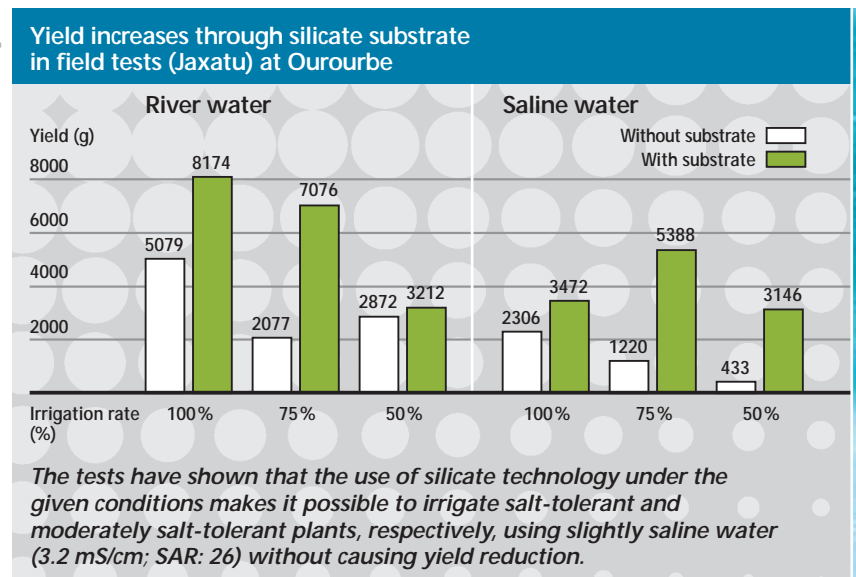 Yield increases through silicate substrate
in field tests (Jaxatu) at Ourourbe
River water
Saline water
Yield (g)
Without substrate
With substrate
8000
6000
4000
2000
5079
8174
2077
7076
2872
3212
2306
3472
1220
5388
433
3146
Irrigation rate
(%)
100%
75%
50%
100%
75%
50%
The tests have shown that the use of silicate technology under the
given conditions makes it possible to irrigate salt-tolerant and
moderately salt-tolerant plants, respectively, using slightly saline water
(3.2 mS/cm; SAR: 26) without causing yield reduction.